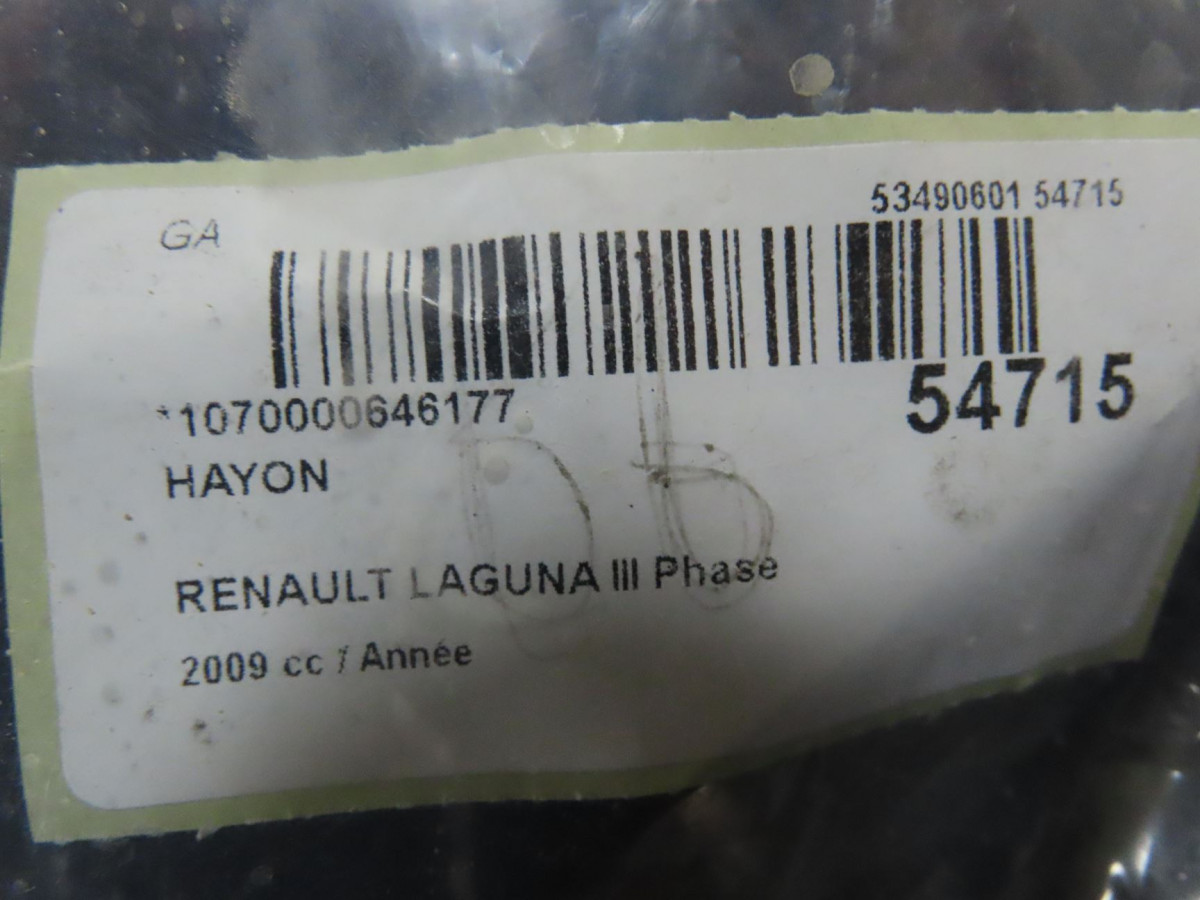 GA
53490601 54715
*1070000646177
54715
HAYON
RENAULT LAGUNA III Phase
2009 cc / Année